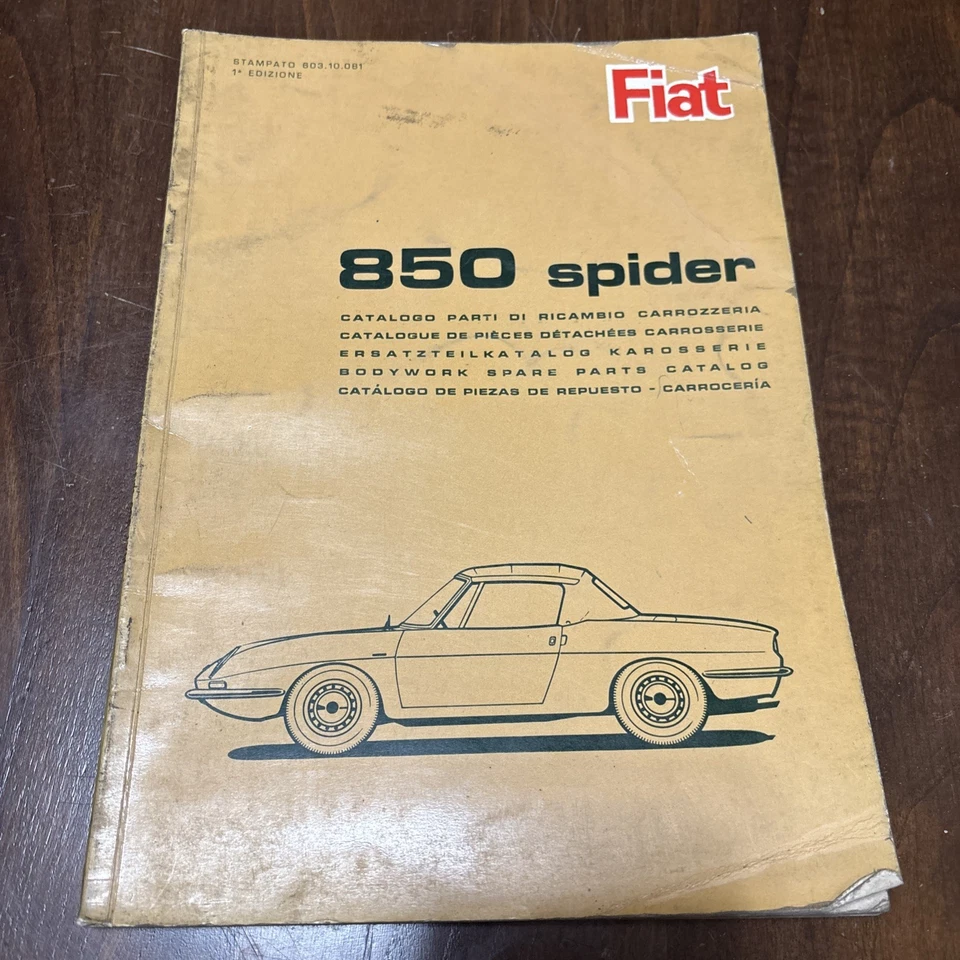 STAMPATO 603.10.081
1ª EDIZIONE
Fiat
850 spider
CATALOGO PARTI DI RICAMBIO CARROZZERIA
CATALOGUE DE PIÈCES DÉTACHÉES CARROSSERIE
ERSATZTEILKATALOG KAROSSERIE
BODYWORK SPARE PARTS CATALOG
CATÁLOGO DE PIEZAS DE REPUESTO - CARROCERÍA